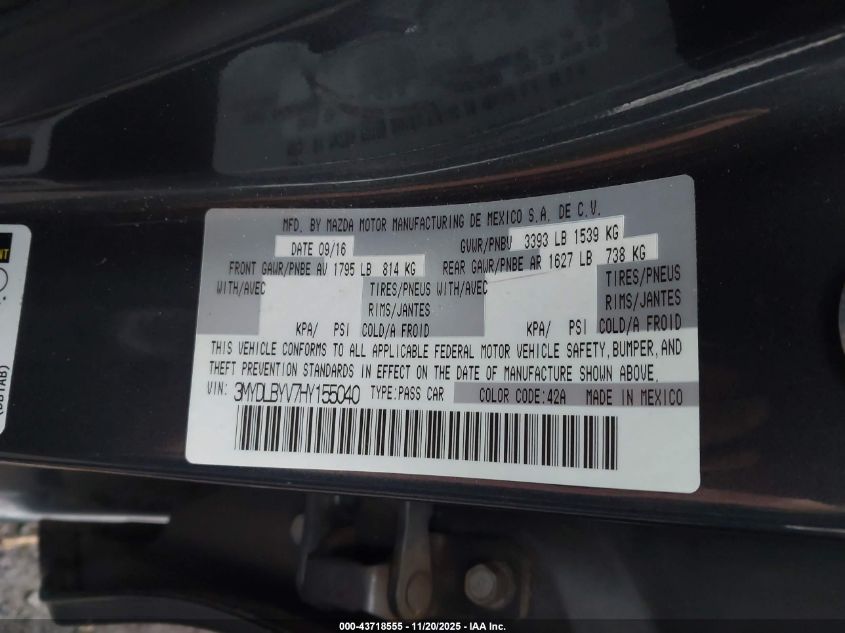 MFD. BY MAZDA MOTOR MANUFACTURING DE MEXICO S.A. DE C.V.
DATE 09/16 GVWR/PNBV 3393 LB 1539 KG
FRONT GAWR/PNBE AV 1795 LB 814 KG REAR GAWR/PNBE AR 1627 LB 738 KG
WITH/AVEC TIRES/PNEUS WITH/AVEC TIRES/PNEUS
RIMS/JANTES RIMS/JANTES
KPA/ PSI COLD/A FROID KPA/ PSI COLD/A FROID
THIS VEHICLE CONFORMS TO ALL APPLICABLE FEDERAL MOTOR VEHICLE SAFETY, BUMPER, AND
THEFT PREVENTION STANDARDS IN EFFECT ON THE DATE OF MANUFACTURE SHOWN ABOVE.
VIN: 3MYDLBYV7HY155040 TYPE:PASS CAR COLOR CODE:42A MADE IN MEXICO
(DB1AB)
000-43718555 - 11/20/2025 - IAA Inc.